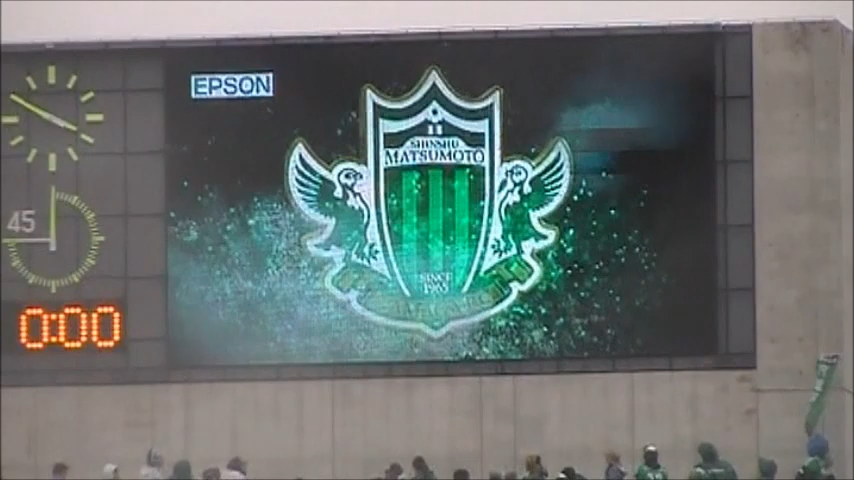 EPSON
SHINSHU
MATSUMOTO
SINCE
1965
45
0:00